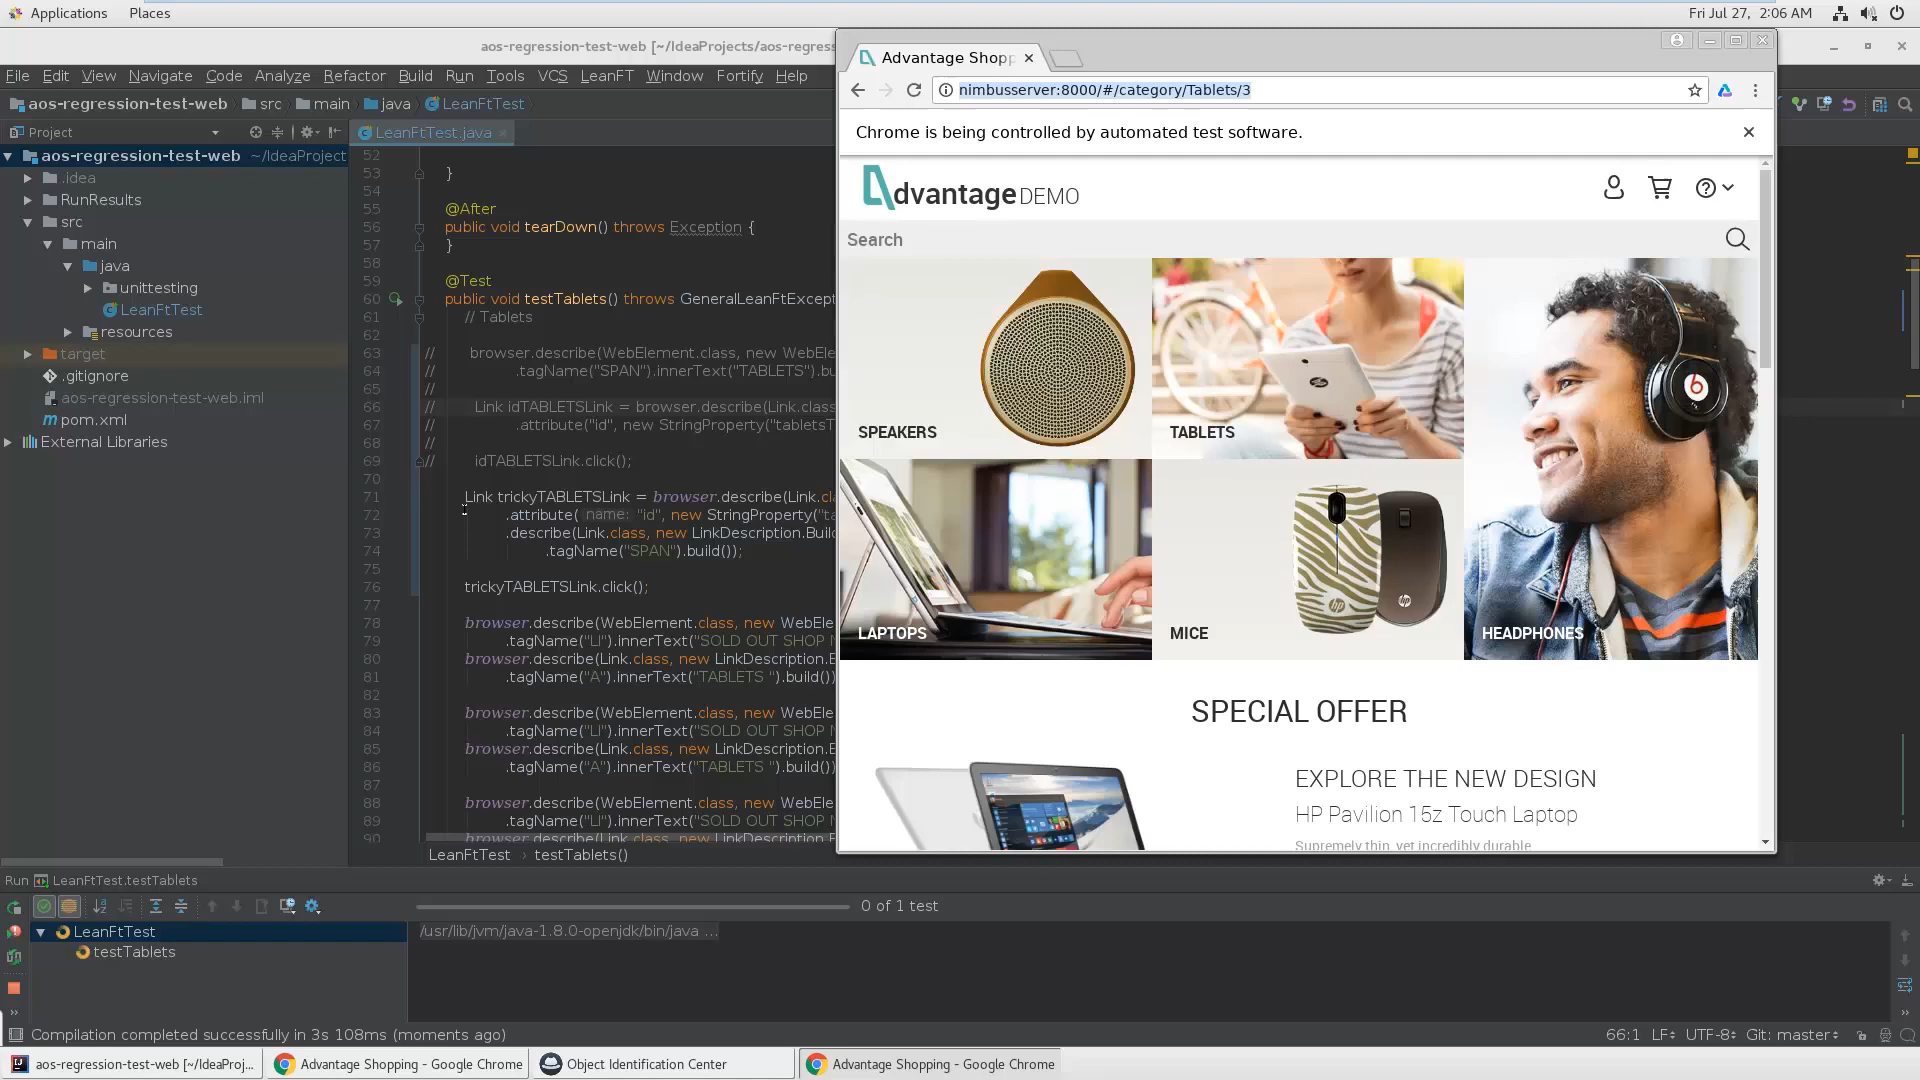 Applications Places Fri Jul 27, 2:06 AM
aos-regression-test-web [~/IdeaProjects/aos-regress
File Edit View Navigate Code Analyze Refactor Build Run Tools VCS LeanFT Window Fortify Help
aos-regression-test-web src main java LeanFtTest
Project
LeanFtTest.java
aos-regression-test-web ~/IdeaProject
.idea
RunResults
src
main
java
unittesting
LeanFtTest
resources
target
.gitignore
aos-regression-test-web.iml
pom.xml
External Libraries
52
53 }
54
55 @After
56 public void tearDown() throws Exception {
57 }
58
59 @Test
60 public void testTablets() throws GeneralLeanFtExcept
61 // Tablets
62
63 // browser.describe(WebElement.class, new WebEle
64 // .tagName("SPAN").innerText("TABLETS").bu
65 //
66 // Link idTABLETSLink = browser.describe(Link.class
67 // .attribute("id", new StringProperty("tabletsT
68 //
69 // idTABLETSLink.click();
70
71 Link trickyTABLETSLink = browser.describe(Link.cla
72 .attribute( name: "id", new StringProperty("ta
73 .describe(Link.class, new LinkDescription.Build
74 .tagName("SPAN").build());
75
76 trickyTABLETSLink.click();
77
78 browser.describe(WebElement.class, new WebEle
79 .tagName("LI").innerText("SOLD OUT SHOP N
80 browser.describe(Link.class, new LinkDescription.B
81 .tagName("A").innerText("TABLETS ").build())
82
83 browser.describe(WebElement.class, new WebEle
84 .tagName("LI").innerText("SOLD OUT SHOP N
85 browser.describe(Link.class, new LinkDescription.B
86 .tagName("A").innerText("TABLETS ").build())
87
88 browser.describe(WebElement.class, new WebEle
89 .tagName("LI").innerText("SOLD OUT SHOP N
90 browser.describe(Link.class, new LinkDescription.B
LeanFtTest › testTablets()
Advantage Shopp
nimbusserver:8000/#/category/Tablets/3
Chrome is being controlled by automated test software.
dvantage DEMO
Search
SPEAKERS
TABLETS
LAPTOPS
MICE
HEADPHONES
SPECIAL OFFER
EXPLORE THE NEW DESIGN
HP Pavilion 15z Touch Laptop
Supremely thin, yet incredibly durable
Run LeanFtTest.testTablets
0 of 1 test
LeanFtTest
testTablets
/usr/lib/jvm/java-1.8.0-openjdk/bin/java ...
Compilation completed successfully in 3s 108ms (moments ago) 66:1 LF UTF-8 Git: master
aos-regression-test-web [~/IdeaProj... Advantage Shopping - Google Chrome Object Identification Center Advantage Shopping - Google Chrome